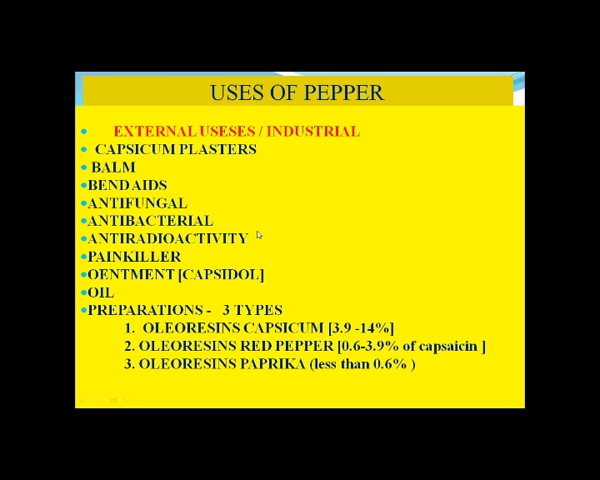 USES OF PEPPER
EXTERNAL USESES / INDUSTRIAL
CAPSICUM PLASTERS
BALM
BEND AIDS
ANTIFUNGAL
ANTIBACTERIAL
ANTIRADIOACTIVITY
PAINKILLER
OENTMENT [CAPSIDOL]
OIL
PREPARATIONS - 3 TYPES
1. OLEORESINS CAPSICUM [3.9 -14%]
2. OLEORESINS RED PEPPER [0.6-3.9% of capsaicin ]
3. OLEORESINS PAPRIKA (less than 0.6% )